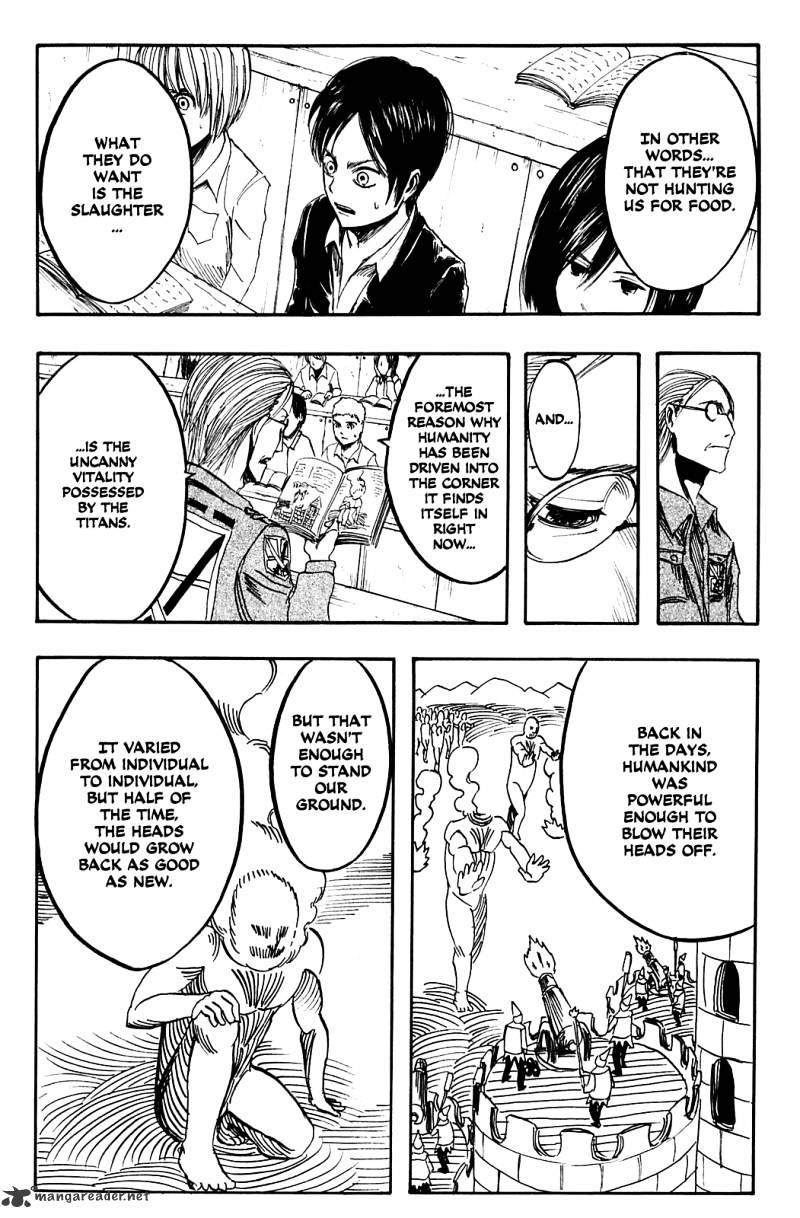 IN OTHER
WORDS...
THAT THEY'RE
NOT HUNTING
US FOR FOOD.
WHAT
THEY DO
WANT
IS THE
SLAUGHTER
...
AND...
...THE
FOREMOST
REASON WHY
HUMANITY
HAS BEEN
DRIVEN INTO
THE CORNER
IT FINDS
ITSELF IN
RIGHT
NOW...
...IS THE
UNCANNY
VITALITY
POSSESSED
BY THE
TITANS.
BACK IN
THE DAYS,
HUMANKIND
WAS
POWERFUL
ENOUGH TO
BLOW THEIR
HEADS OFF.
BUT THAT
WASN'T
ENOUGH
TO STAND
OUR
GROUND.
IT VARIED
FROM INDIVIDUAL
TO INDIVIDUAL,
BUT HALF OF
THE TIME,
THE HEADS
WOULD GROW
BACK AS GOOD
AS NEW.
mangareader.net